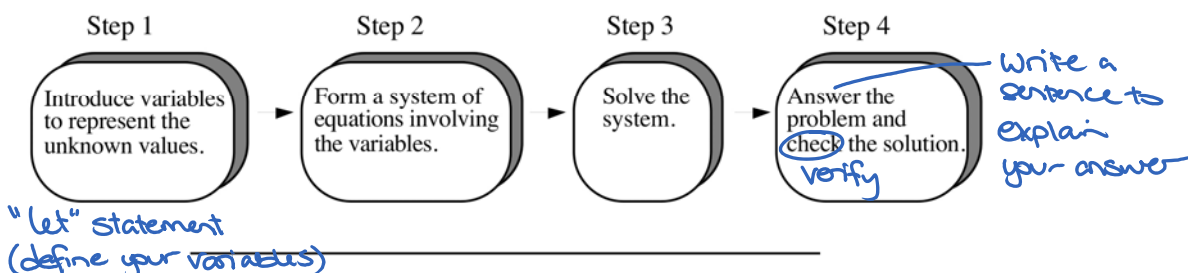 Step 1
Step 2
Step 3
Step 4
Introduce variables
to represent the
unknown values.
Form a system of
equations involving
the variables.
Solve the
system.
Answer the
problem and
check the solution.
verify
Write a
sentence to
explain
your answer
"let" statement
(define your variables)